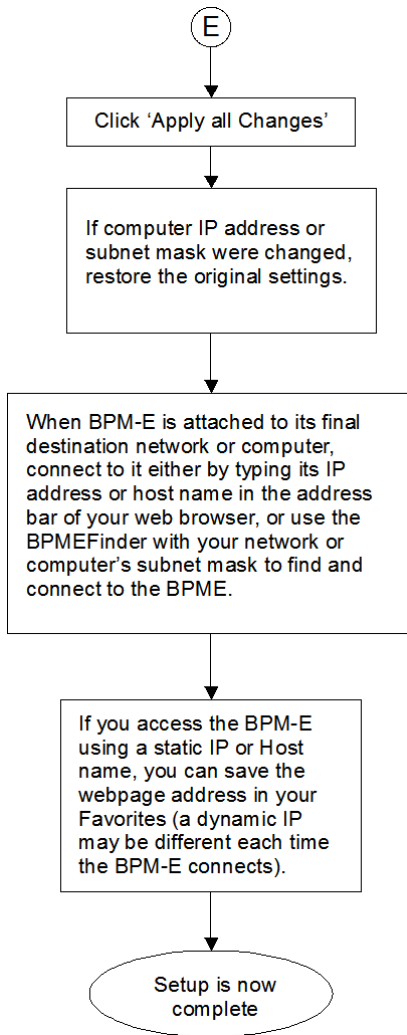 E
Click ‘Apply all Changes’
If computer IP address or
subnet mask were changed,
restore the original settings.
When BPM-E is attached to its final
destination network or computer,
connect to it either by typing its IP
address or host name in the address
bar of your web browser, or use the
BPMEFinder with your network or
computer’s subnet mask to find and
connect to the BPME.
If you access the BPM-E
using a static IP or Host
name, you can save the
webpage address in your
Favorites (a dynamic IP
may be different each time
the BPM-E connects).
Setup is now
complete